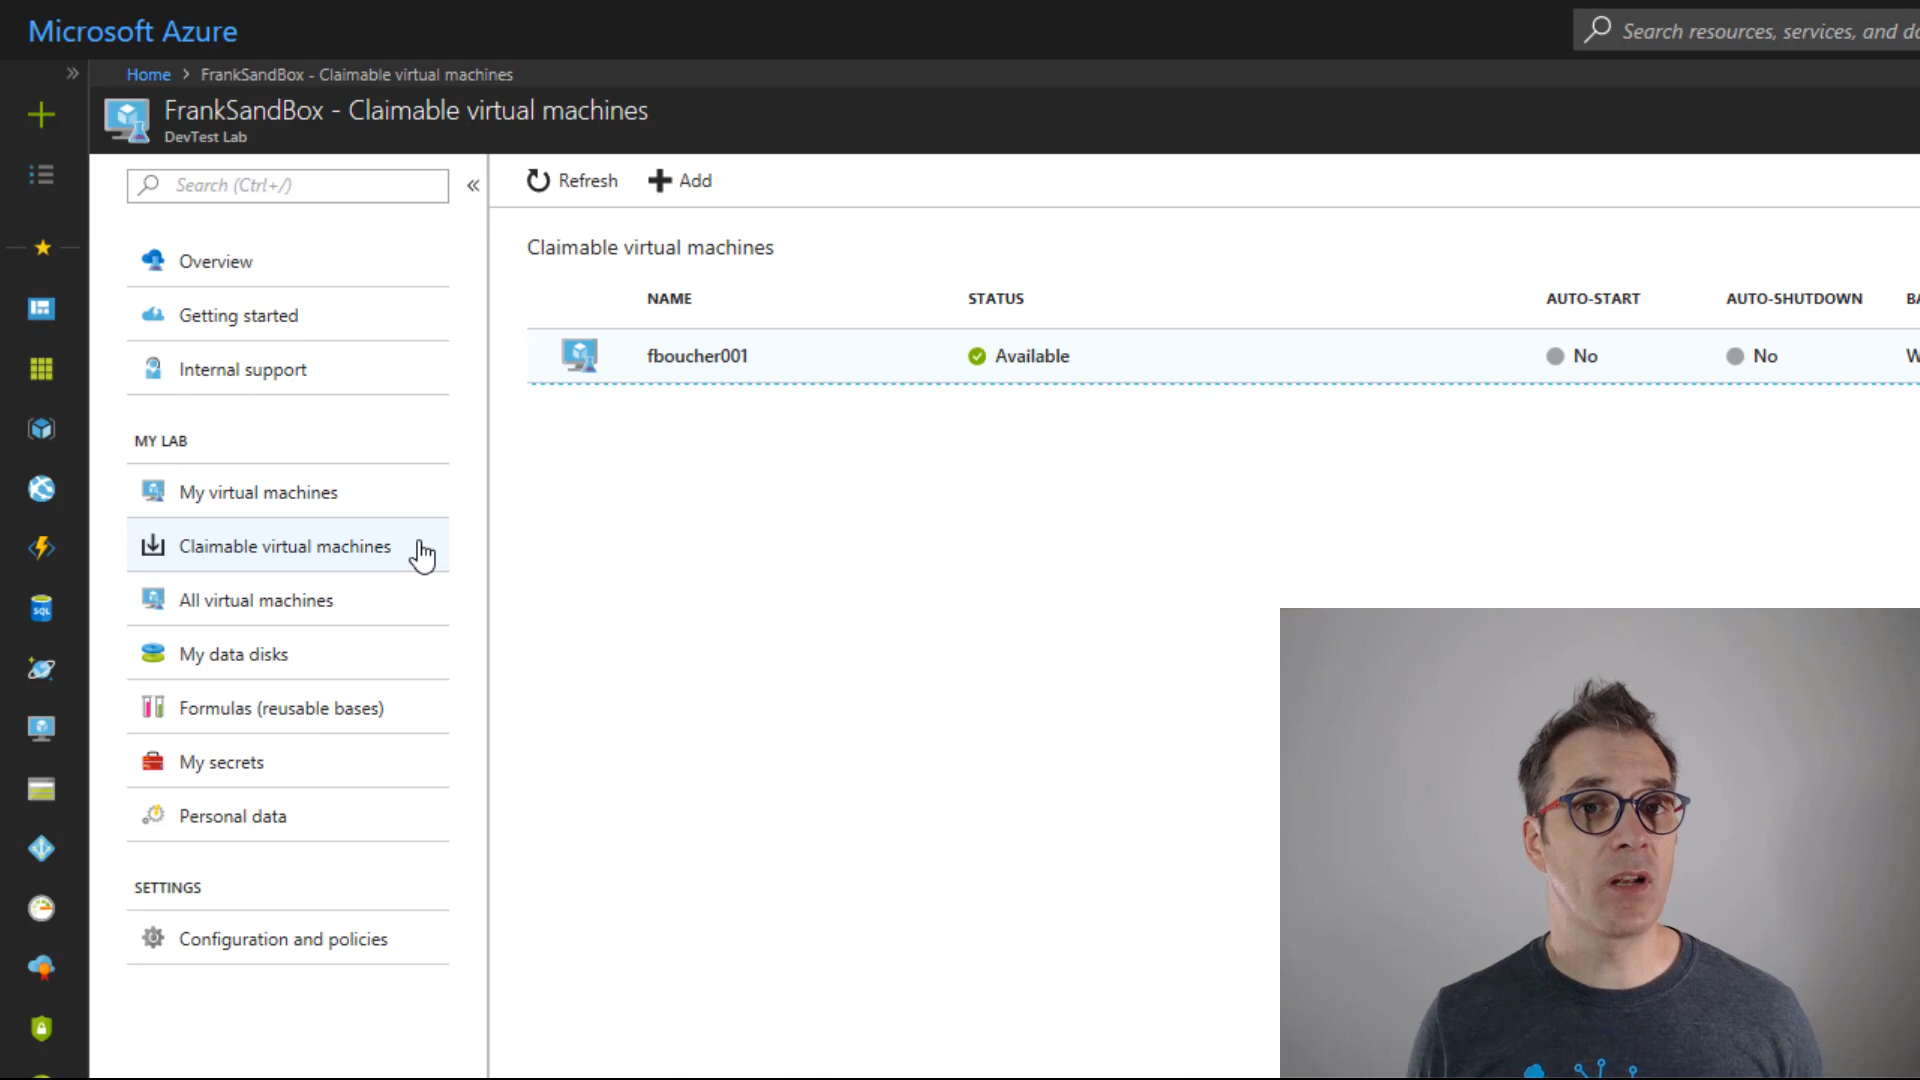 Microsoft Azure
Search resources, services, and do
Home > FrankSandBox - Claimable virtual machines
FrankSandBox - Claimable virtual machines
DevTest Lab
Search (Ctrl+/)
Refresh
Add
Overview
Getting started
Internal support
MY LAB
My virtual machines
Claimable virtual machines
All virtual machines
My data disks
Formulas (reusable bases)
My secrets
Personal data
SETTINGS
Configuration and policies
Claimable virtual machines
NAME STATUS AUTO-START AUTO-SHUTDOWN BA
fboucher001 Available No No W
SQL